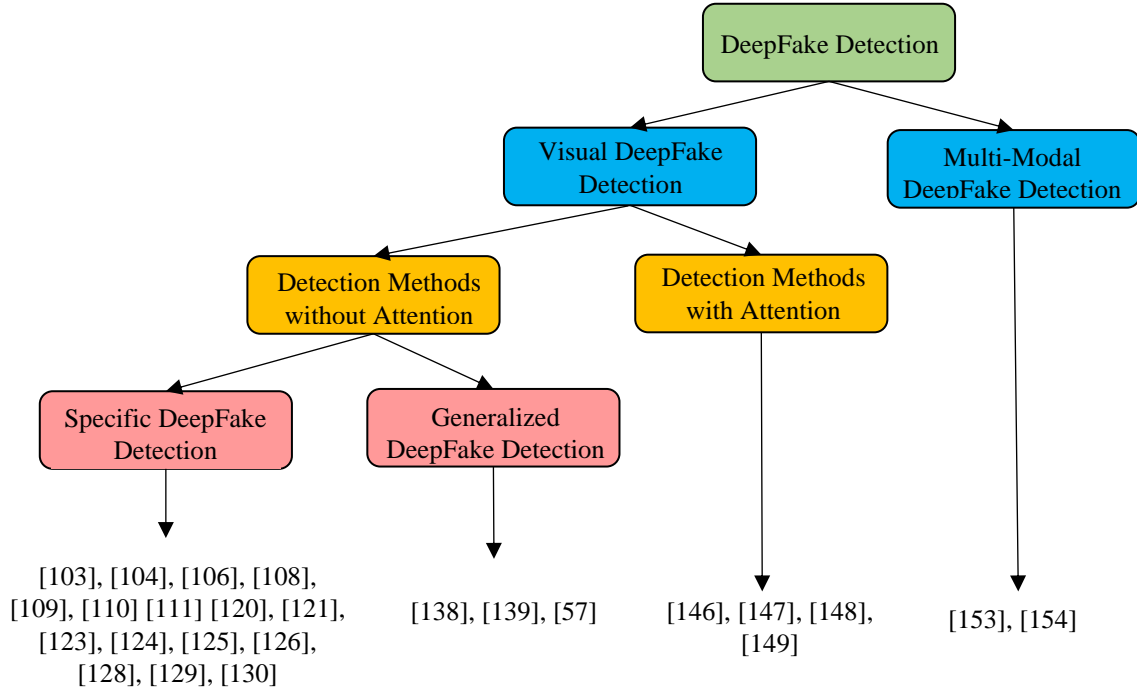 DeepFake Detection
Visual DeepFake
Detection
Multi-Modal
DeepFake Detection
Detection Methods
without Attention
Detection Methods
with Attention
Specific DeepFake
Detection
Generalized
DeepFake Detection
[103], [104], [106], [108],
[109], [110] [111] [120], [121],
[123], [124], [125], [126],
[128], [129], [130]
[138], [139], [57]
[146], [147], [148],
[149]
[153], [154]